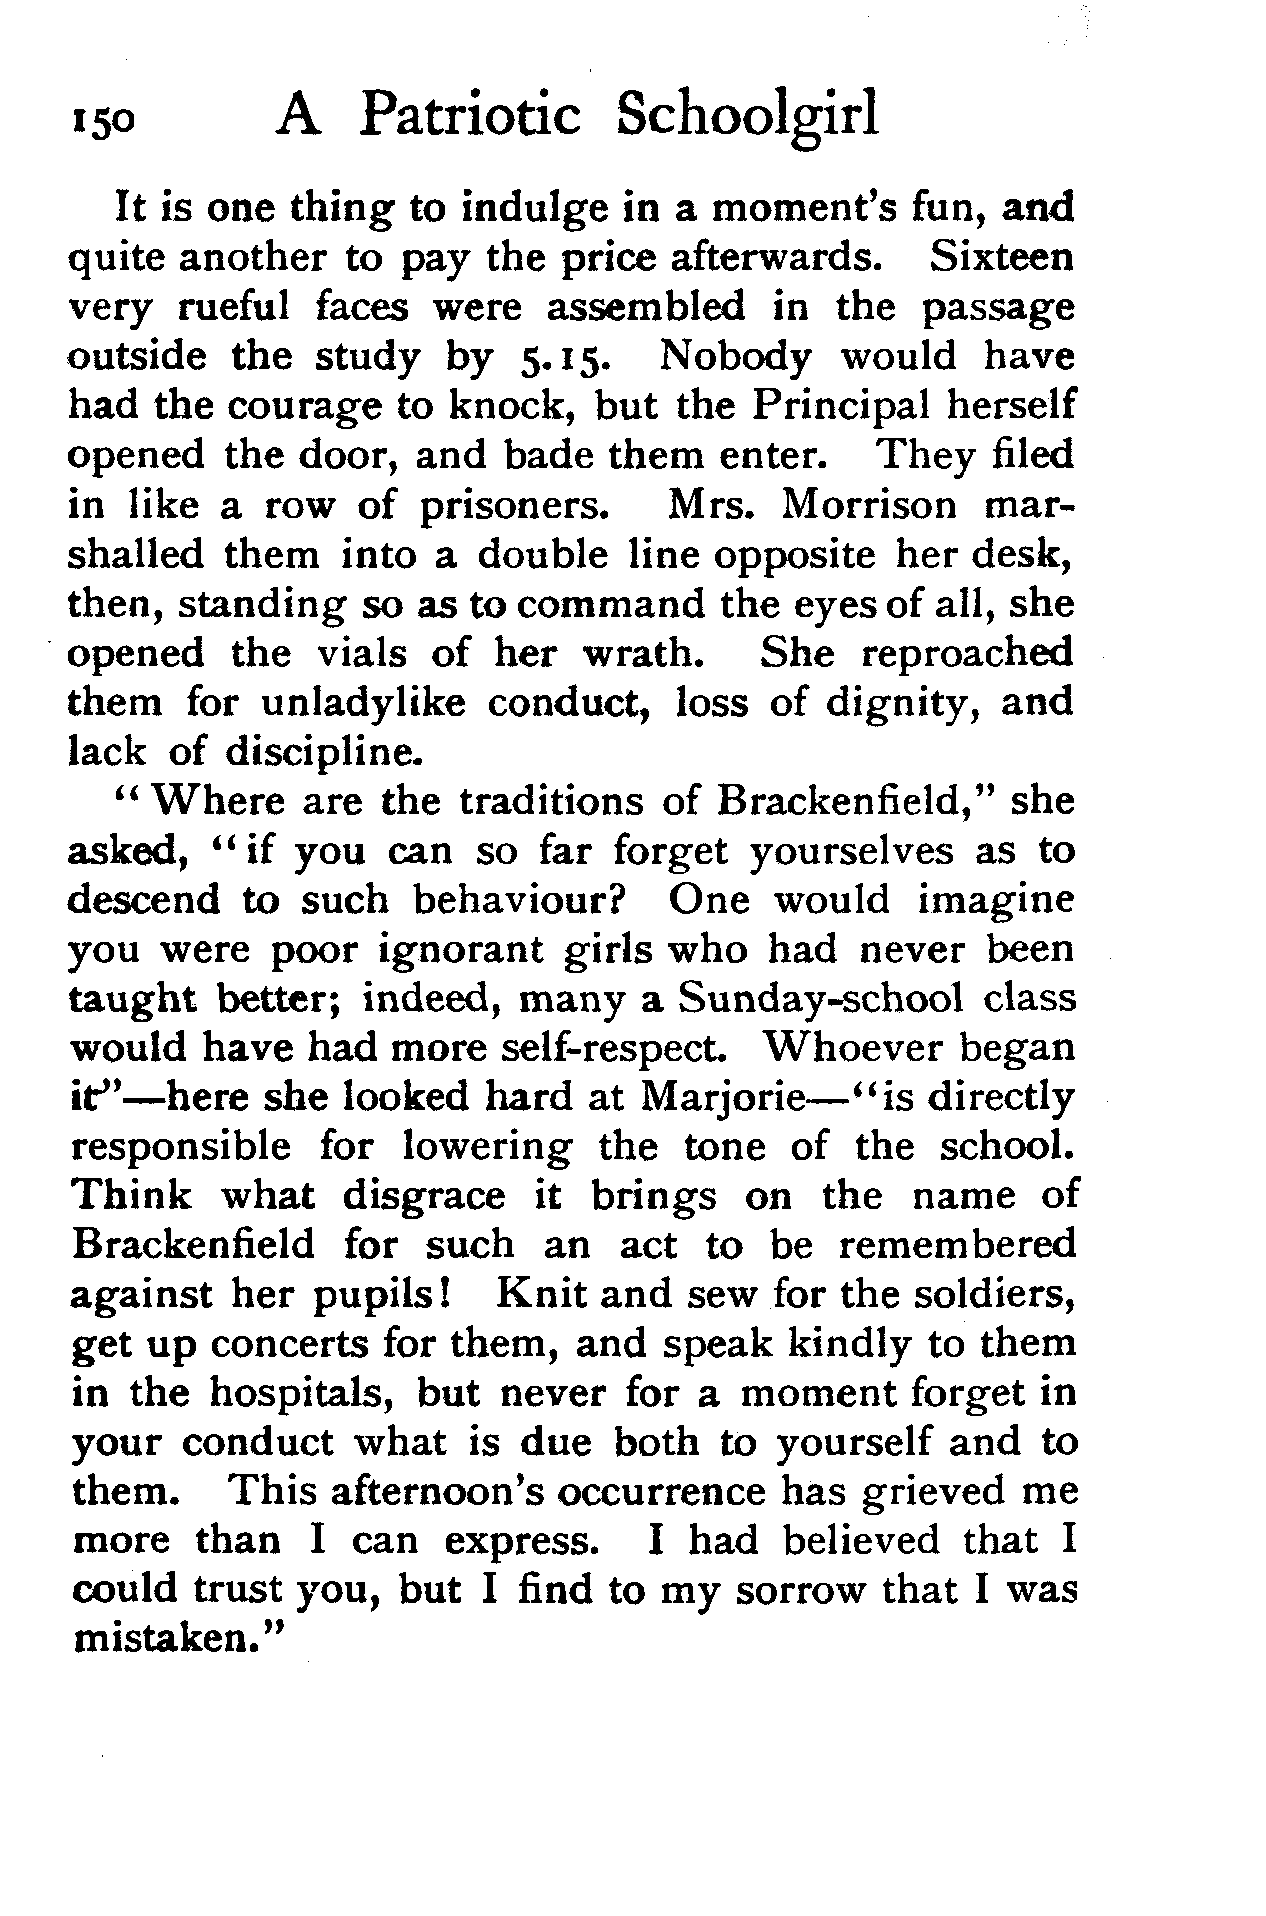 150 A Patriotic Schoolgirl
It is one thing to indulge in a moment's fun, and
quite another to pay the price afterwards. Sixteen
very rueful faces were assembled in the passage
outside the study by 5.15. Nobody would have
had the courage to knock, but the Principal herself
opened the door, and bade them enter. They filed
in like a row of prisoners. Mrs. Morrison mar-
shalled them into a double line opposite her desk,
then, standing so as to command the eyes of all, she
opened the vials of her wrath. She reproached
them for unladylike conduct, loss of dignity, and
lack of discipline.
“Where are the traditions of Brackenfield,” she
asked, “if you can so far forget yourselves as to
descend to such behaviour? One would imagine
you were poor ignorant girls who had never been
taught better; indeed, many a Sunday-school class
would have had more self-respect. Whoever began
it”—here she looked hard at Marjorie—“is directly
responsible for lowering the tone of the school.
Think what disgrace it brings on the name of
Brackenfield for such an act to be remembered
against her pupils! Knit and sew for the soldiers,
get up concerts for them, and speak kindly to them
in the hospitals, but never for a moment forget in
your conduct what is due both to yourself and to
them. This afternoon's occurrence has grieved me
more than I can express. I had believed that I
could trust you, but I find to my sorrow that I was
mistaken.”